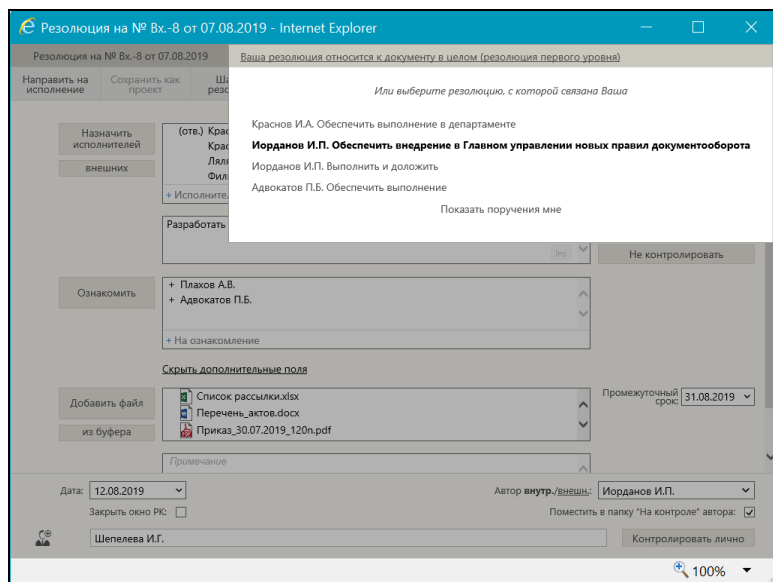 Резолюция на № Вх.-8 от 07.08.2019 - Internet Explorer
Резолюция на № Вх.-8 от 07.08.2019
Ваша резолюция относится к документу в целом (резолюция первого уровня)
Направить на исполнение
Сохранить как проект
Или выберите резолюцию, с которой связана Ваша
Краснов И.А. Обеспечить выполнение в департаменте
Иорданов И.П. Обеспечить внедрение в Главном управлении новых правил документооборота
Иорданов И.П. Выполнить и доложить
Адвокатов П.Б. Обеспечить выполнение
Показать поручения мне
Назначить исполнителей
внешних
(отв.)
Разработать
Ins
Не контролировать
Ознакомить
+ Плахов А.В.
+ Адвокатов П.Б.
+ На ознакомление
Скрыть дополнительные поля
Добавить файл
из буфера
Список рассылки.xlsx
Перечень_актов.docx
Приказ_30.07.2019_120n.pdf
Промежуточный срок: 31.08.2019
Примечание
Дата: 12.08.2019
Автор внутр./внешн.: Иорданов И.П.
Закрыть окно РК:
Поместить в папку "На контроле" автора:
Шепелева И.Г.
Контролировать лично
100%